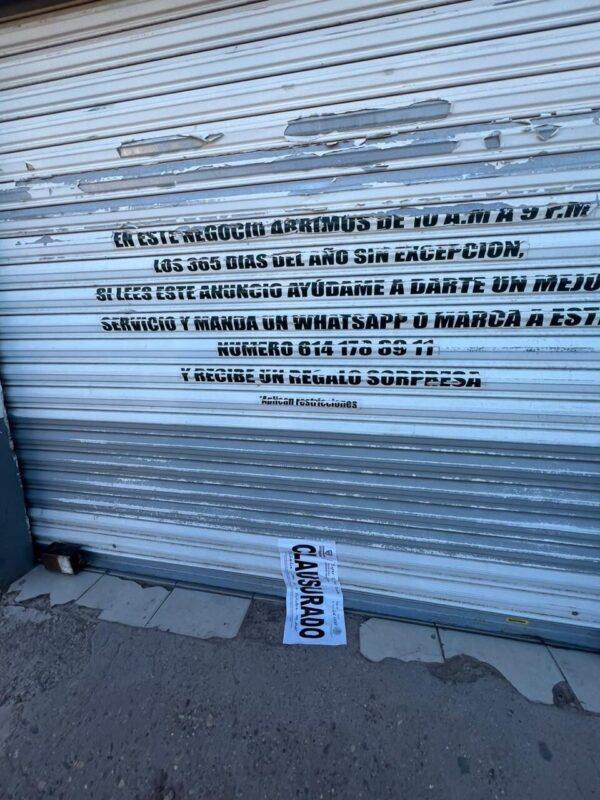 EN ESTE NEGOCIO ABRIMOS DE 10 A.M A 9 P.M
LOS 365 DIAS DEL AÑO SIN EXCEPCION,
SI LEES ESTE ANUNCIO AYÚDAME A DARTE UN MEJO
SERVICIO Y MANDA UN WHATSAPP O MARCA A EST
NÚMERO 614 178 89 11
Y RECIBE UN REGALO SORPRESA
*Aplican restricciones
CLAUSURADO